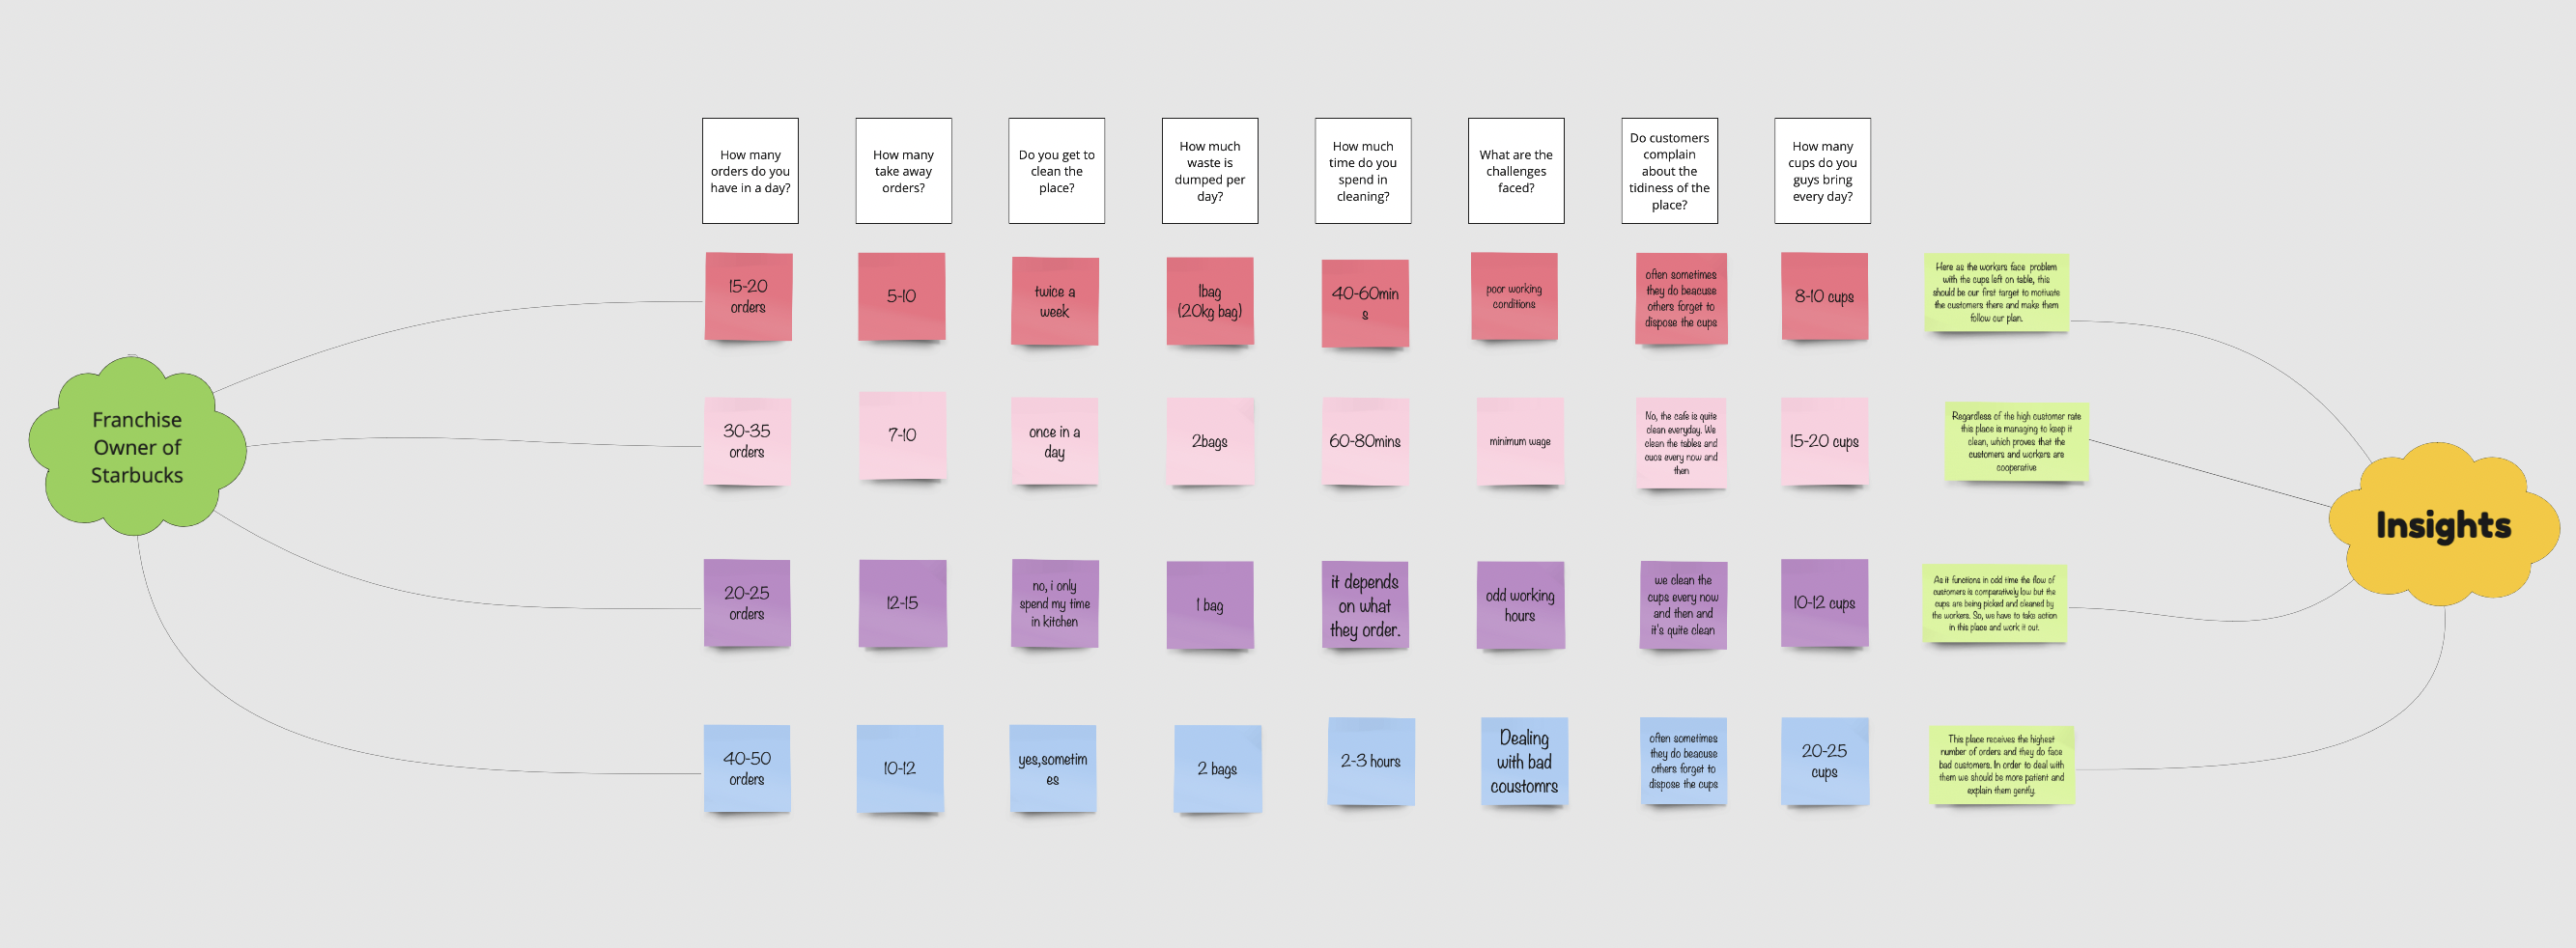 How many
orders do you
have in a day?
How many
take away
orders?
Do you get to
clean the
place?
How much
waste is
dumped per
day?
How much
time do you
spend in
cleaning?
What are the
challenges
faced?
Do customers
complain
about the
tidiness of the
place?
How many
cups do you
guys bring
every day?
Franchise
Owner of
Starbucks
15-20
orders
5-10
twice a
week
1bag
(20kg bag)
40-60min
s
poor working
conditions
often sometimes
they do beacuse
others forget to
dispose the cups
8-10 cups
Here as the workers face problem
with the cups left on table, this
should be our first target to motivate
the customers there and make them
follow our plan.
30-35
orders
7-10
once in a
day
2bags
60-80mins
minimum wage
No, the cafe is quite
clean everyday. We
clean the tables and
cuos every now and
then
15-20 cups
Regardless of the high customer rate
this place is managing to keep it
clean, which proves that the
customers and workers are
cooperative
Insights
20-25
orders
12-15
no, i only
spend my time
in kitchen
1 bag
it depends
on what
they order.
odd working
hours
we clean the
cups every now
and then and
it's quite clean
10-12 cups
As it functions in odd time the flow of
customers is comparatively low but the
cups are being picked and cleaned by
the workers. So, we have to take action
in this place and work it out.
40-50
orders
10-12
yes,sometim
es
2 bags
2-3 hours
Dealing
with bad
coustomrs
often sometimes
they do beacuse
others forget to
dispose the cups
20-25
cups
This place receives the highest
number of orders and they do face
bad customers. In order to deal with
them we should be more patient and
explain them gently.